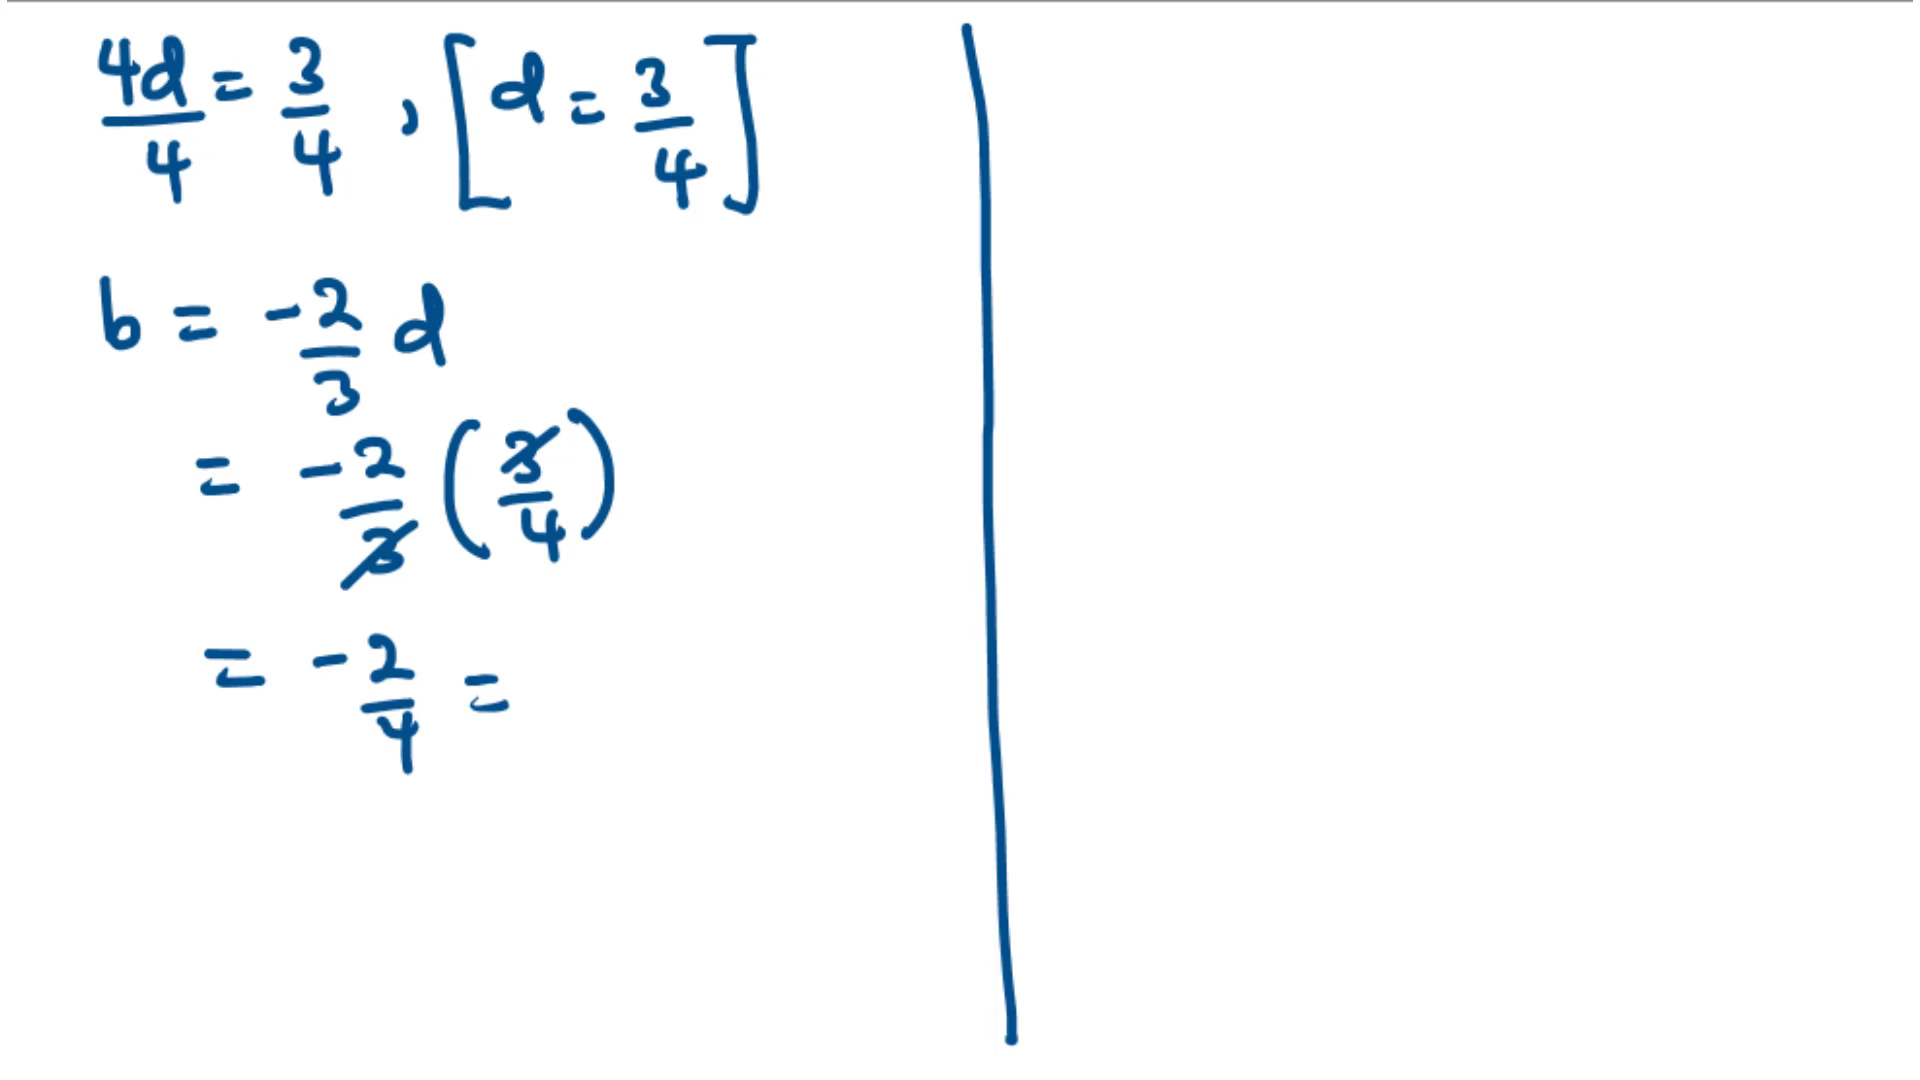 4d/4 = 3/4 , [d = 3/4]
b = -2/3 d
= -2/3 (3/4)
= -2/4 =